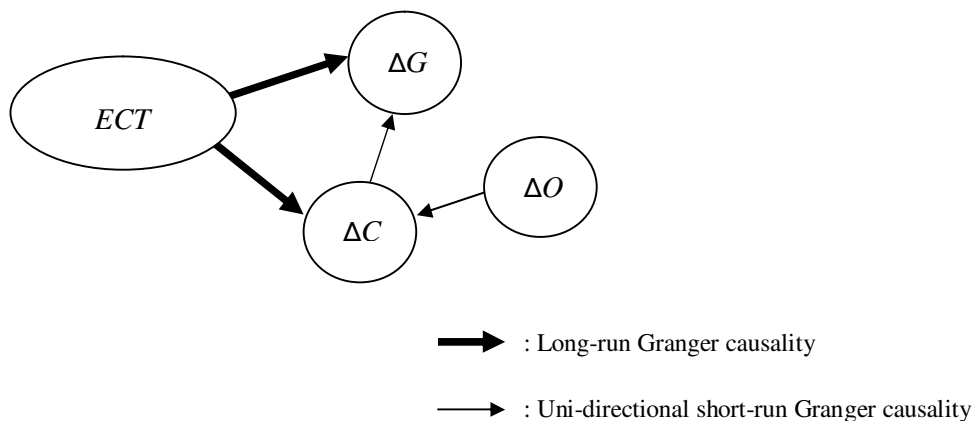 ΔG
ECT
ΔO
ΔC
: Long-run Granger causality
: Uni-directional short-run Granger causality